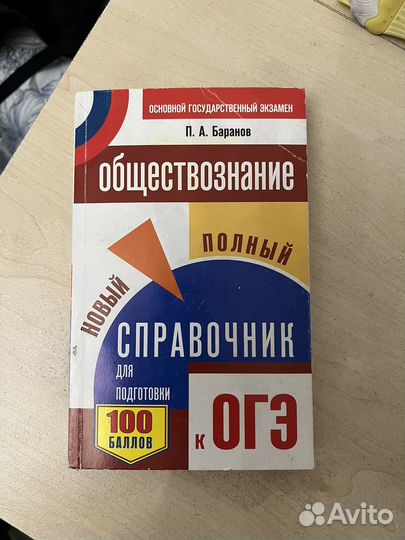 ОСНОВНОЙ ГОСУДАРСТВЕННЫЙ ЭКЗАМЕН
П. А. Баранов
ОБЩЕСТВОЗНАНИЕ
НОВЫЙ
ПОЛНЫЙ
СПРАВОЧНИК
ДЛЯ
ПОДГОТОВКИ
100
БАЛЛОВ
к ОГЭ
Avito